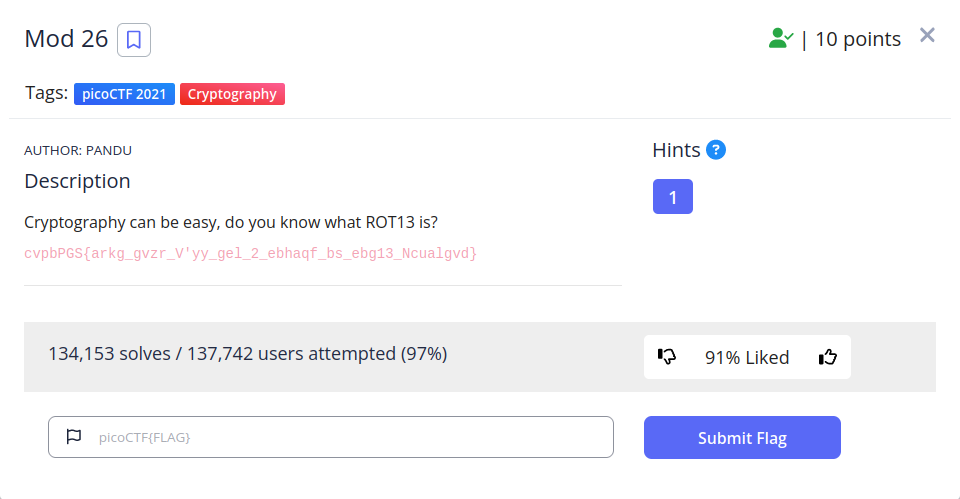 Mod 26 | 10 points ×
Tags: picoCTF 2021 Cryptography
AUTHOR: PANDU
Hints ?
Description
1
Cryptography can be easy, do you know what ROT13 is?
cvpbPGS{arkg_gvzr_V'yy_gel_2_ebhaqf_bs_ebg13_Ncualgvd}
134,153 solves / 137,742 users attempted (97%)
91% Liked
picoCTF{FLAG}
Submit Flag